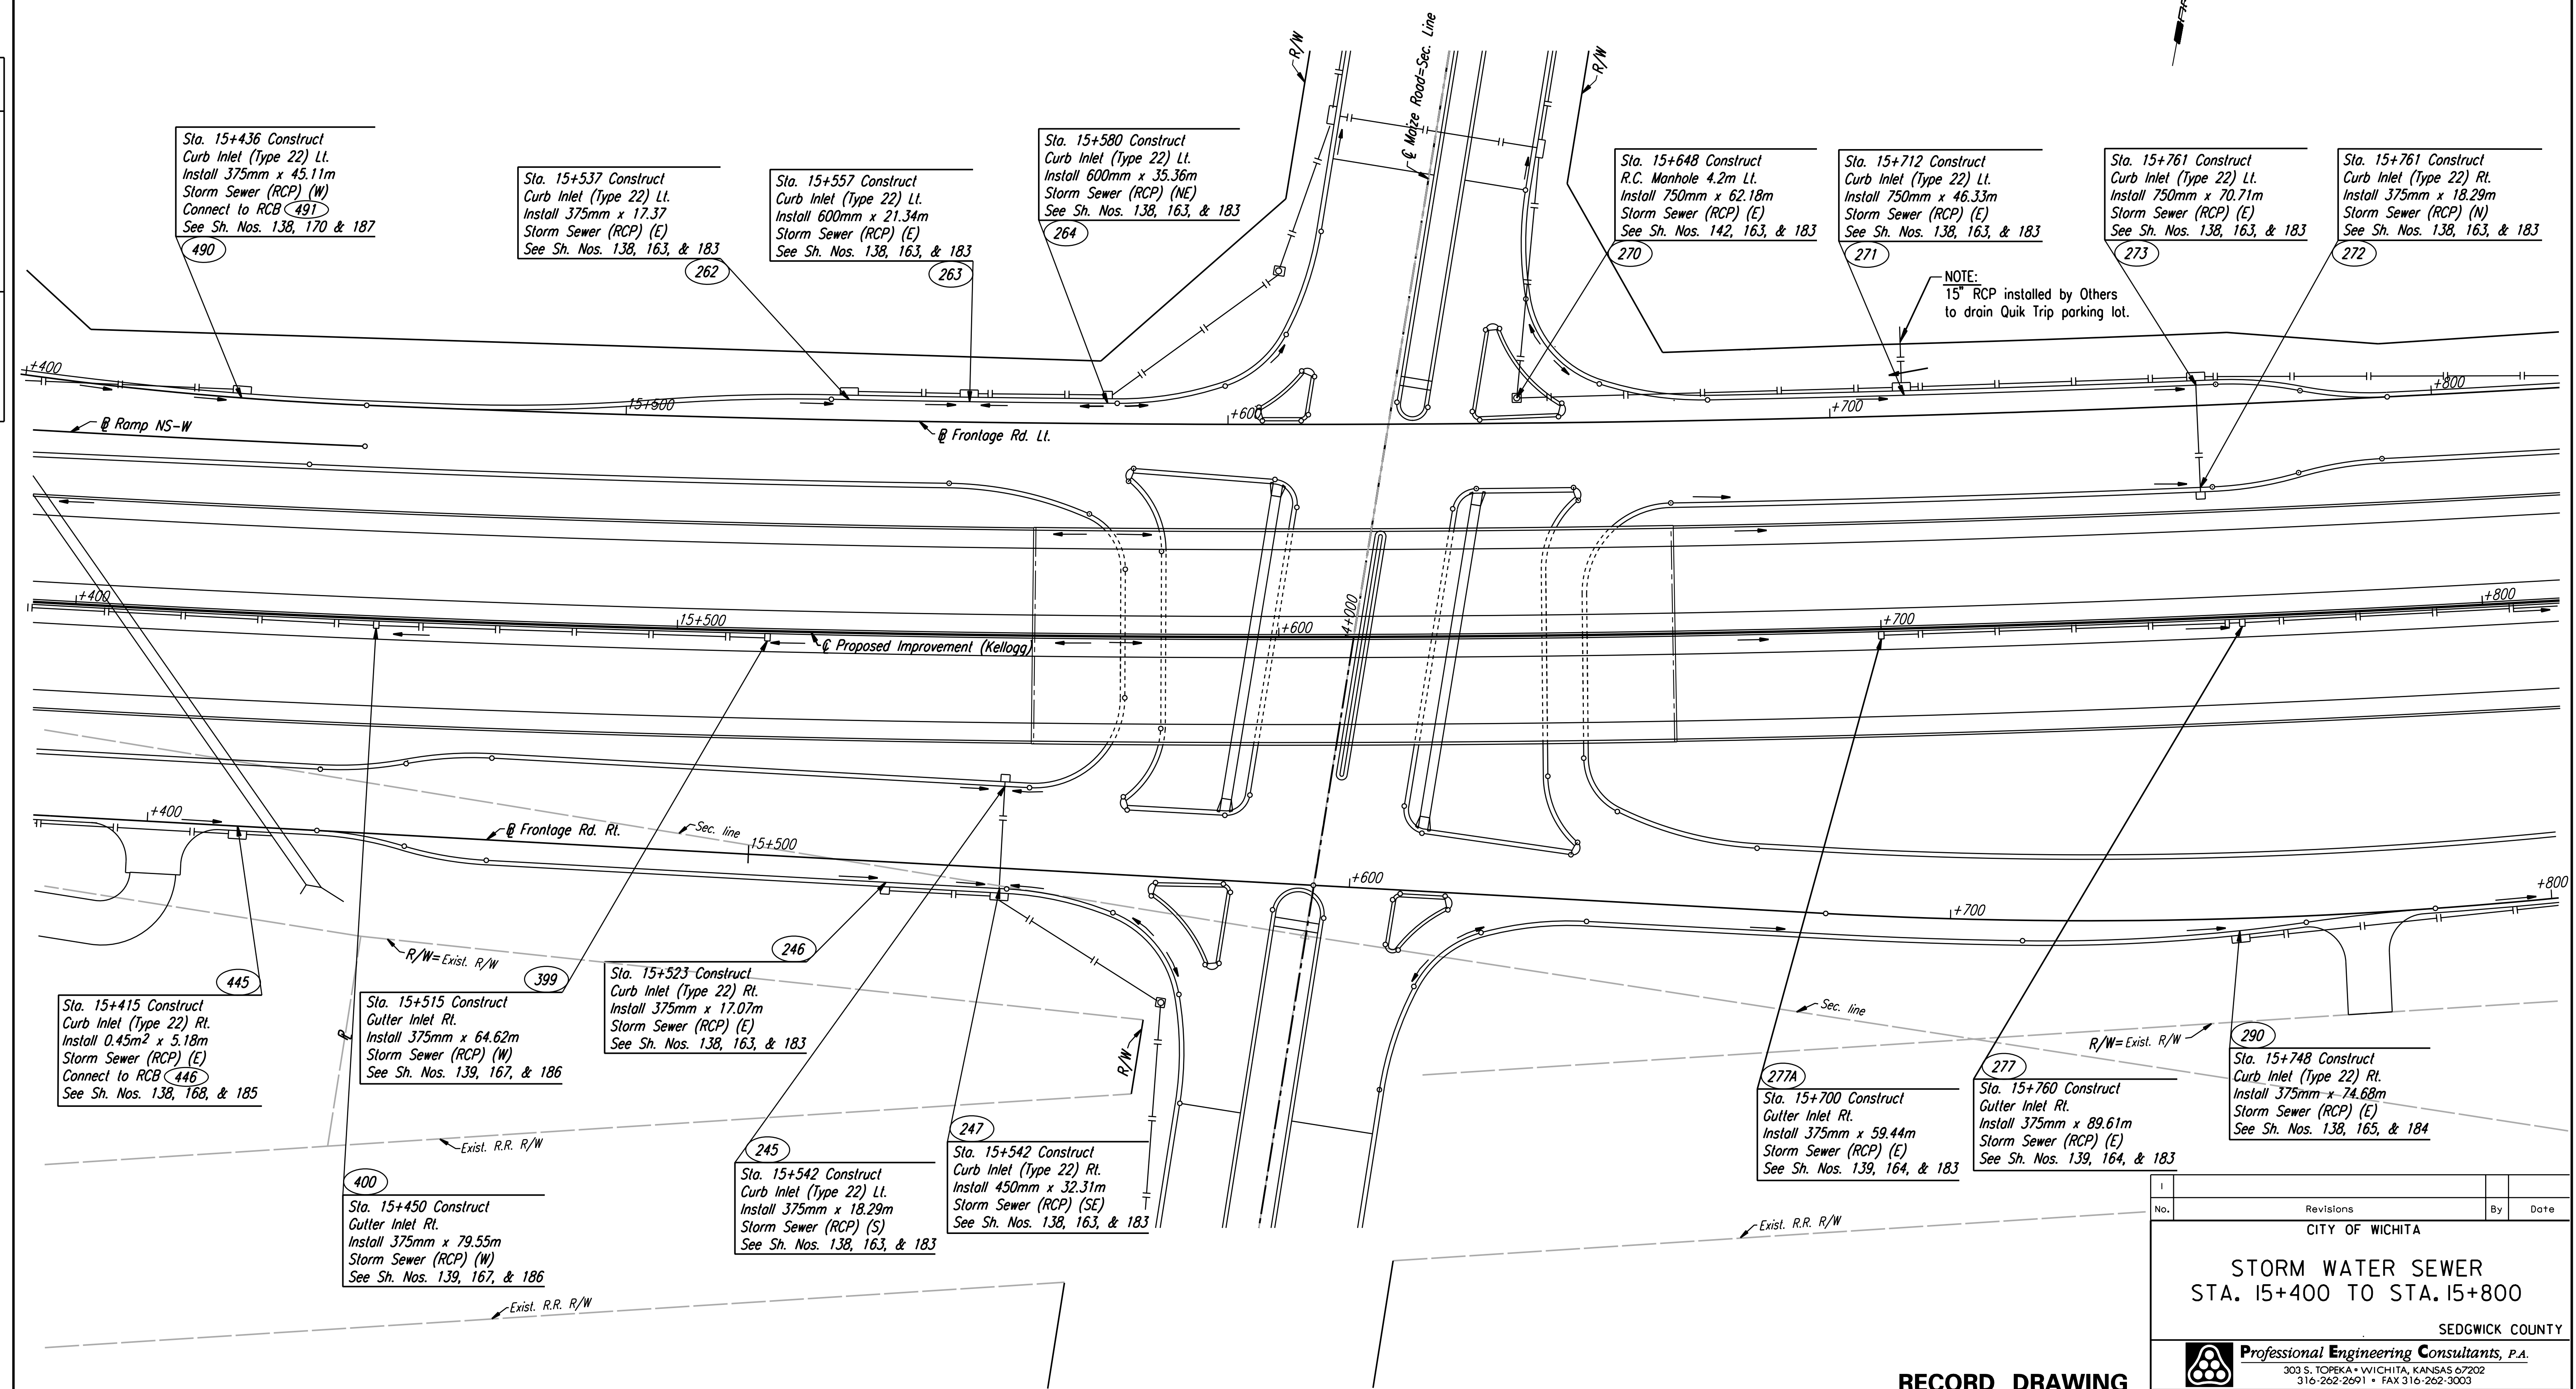 R/W
℄ Maize Road=Sec. Line
R/W
Sta. 15+436 Construct
Curb Inlet (Type 22) Lt.
Install 375mm x 45.11m
Storm Sewer (RCP) (W)
Connect to RCB 491
See Sh. Nos. 138, 170 & 187
490
Sta. 15+537 Construct
Curb Inlet (Type 22) Lt.
Install 375mm x 17.37
Storm Sewer (RCP) (E)
See Sh. Nos. 138, 163, & 183
262
Sta. 15+557 Construct
Curb Inlet (Type 22) Lt.
Install 600mm x 21.34m
Storm Sewer (RCP) (E)
See Sh. Nos. 138, 163, & 183
263
Sta. 15+580 Construct
Curb Inlet (Type 22) Lt.
Install 600mm x 35.36m
Storm Sewer (RCP) (NE)
See Sh. Nos. 138, 163, & 183
264
Sta. 15+648 Construct
R.C. Manhole 4.2m Lt.
Install 750mm x 62.18m
Storm Sewer (RCP) (E)
See Sh. Nos. 142, 163, & 183
270
Sta. 15+712 Construct
Curb Inlet (Type 22) Lt.
Install 750mm x 46.33m
Storm Sewer (RCP) (E)
See Sh. Nos. 138, 163, & 183
271
Sta. 15+761 Construct
Curb Inlet (Type 22) Lt.
Install 750mm x 70.71m
Storm Sewer (RCP) (E)
See Sh. Nos. 138, 163, & 183
273
Sta. 15+761 Construct
Curb Inlet (Type 22) Rt.
Install 375mm x 18.29m
Storm Sewer (RCP) (N)
See Sh. Nos. 138, 163, & 183
272
NOTE:
15" RCP installed by Others
to drain Quik Trip parking lot.
+400
15+500
+600
+700
+800
℄ Ramp NS-W
℄ Frontage Rd. Lt.
+400
15+500
+600
4+000
+700
+800
℄ Proposed Improvement (Kellogg)
+400
℄ Frontage Rd. Rt.
Sec. line
15+500
+600
+700
+800
R/W=Exist. R/W
445
Sta. 15+415 Construct
Curb Inlet (Type 22) Rt.
Install 0.45m² x 5.18m
Storm Sewer (RCP) (E)
Connect to RCB 446
See Sh. Nos. 138, 168, & 185
399
Sta. 15+515 Construct
Gutter Inlet Rt.
Install 375mm x 64.62m
Storm Sewer (RCP) (W)
See Sh. Nos. 139, 167, & 186
246
Sta. 15+523 Construct
Curb Inlet (Type 22) Rt.
Install 375mm x 17.07m
Storm Sewer (RCP) (E)
See Sh. Nos. 138, 163, & 183
R/W
Sec. line
R/W=Exist. R/W
Exist. R.R. R/W
400
Sta. 15+450 Construct
Gutter Inlet Rt.
Install 375mm x 79.55m
Storm Sewer (RCP) (W)
See Sh. Nos. 139, 167, & 186
245
Sta. 15+542 Construct
Curb Inlet (Type 22) Lt.
Install 375mm x 18.29m
Storm Sewer (RCP) (S)
See Sh. Nos. 138, 163, & 183
247
Sta. 15+542 Construct
Curb Inlet (Type 22) Rt.
Install 450mm x 32.31m
Storm Sewer (RCP) (SE)
See Sh. Nos. 138, 163, & 183
277A
Sta. 15+700 Construct
Gutter Inlet Rt.
Install 375mm x 59.44m
Storm Sewer (RCP) (E)
See Sh. Nos. 139, 164, & 183
277
Sta. 15+760 Construct
Gutter Inlet Rt.
Install 375mm x 89.61m
Storm Sewer (RCP) (E)
See Sh. Nos. 139, 164, & 183
290
Sta. 15+748 Construct
Curb Inlet (Type 22) Rt.
Install 375mm x 74.68m
Storm Sewer (RCP) (E)
See Sh. Nos. 138, 165, & 184
Exist. R.R. R/W
Exist. R.R. R/W
1
No. Revisions By Date
CITY OF WICHITA
STORM WATER SEWER
STA. 15+400 TO STA. 15+800
SEDGWICK COUNTY
Professional Engineering Consultants, P.A.
303 S. TOPEKA • WICHITA, KANSAS 67202
316-262-2691 • FAX 316-262-3003
RECORD DRAWING